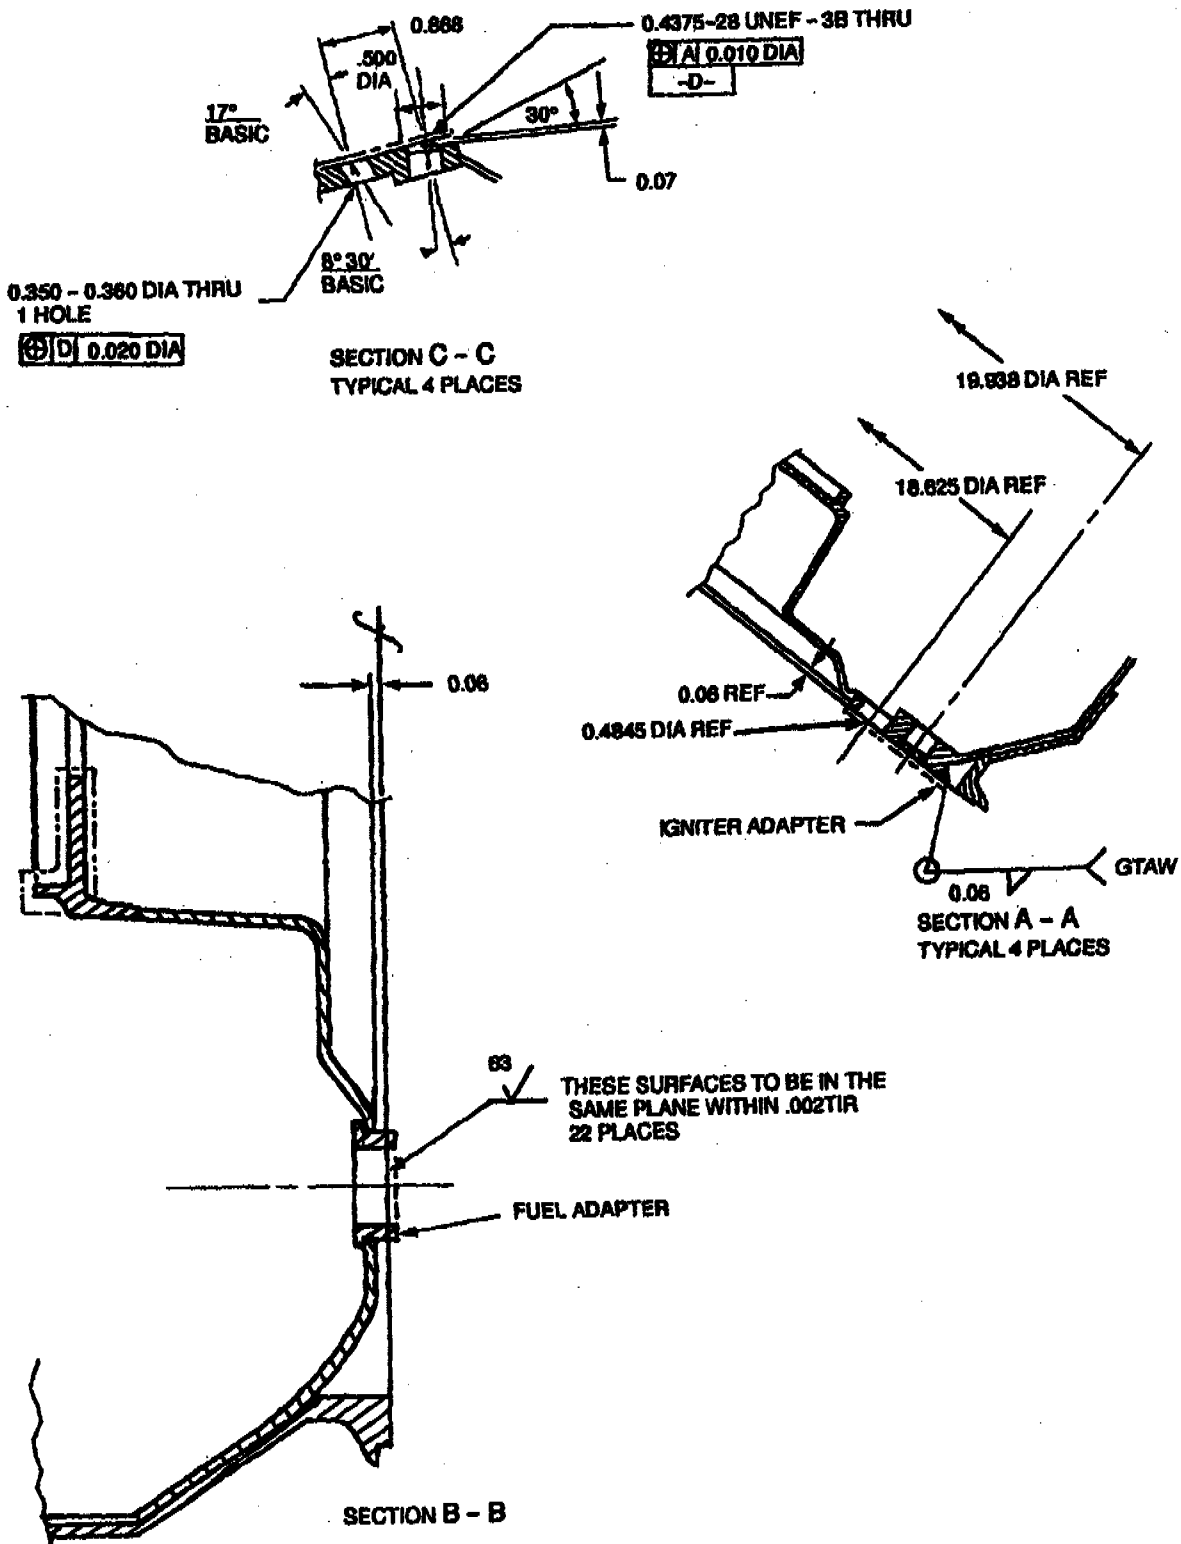 0.868
.500
DIA
17°
BASIC
0.4375-28 UNEF - 3B THRU
⌖ A 0.010 DIA
-D-
30°
0.07
8° 30'
BASIC
0.350 - 0.360 DIA THRU
1 HOLE
⌖ D 0.020 DIA
SECTION C - C
TYPICAL 4 PLACES
19.938 DIA REF
18.625 DIA REF
0.06 REF
0.4845 DIA REF
IGNITER ADAPTER
0.06
GTAW
SECTION A - A
TYPICAL 4 PLACES
0.06
63
THESE SURFACES TO BE IN THE
SAME PLANE WITHIN .002TIR
22 PLACES
FUEL ADAPTER
SECTION B - B